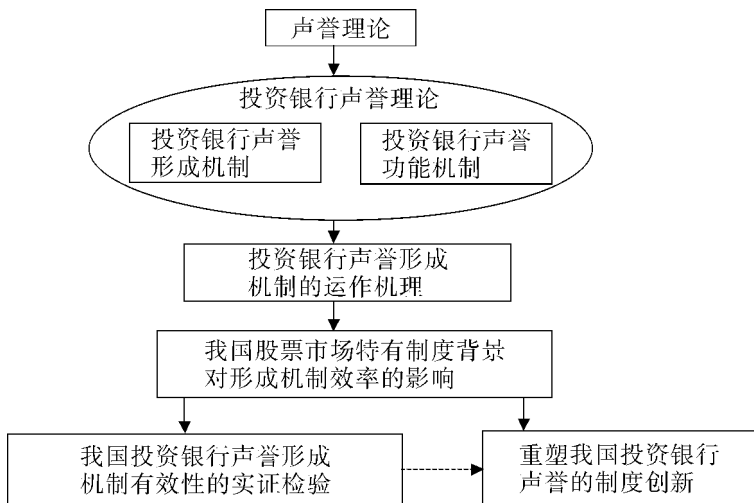 声誉理论
投资银行声誉理论
投资银行声誉
形成机制
投资银行声誉
功能机制
投资银行声誉形成
机制的运作机理
我国股票市场特有制度背景
对形成机制效率的影响
我国投资银行声誉形成
机制有效性的实证检验
重塑我国投资银行
声誉的制度创新